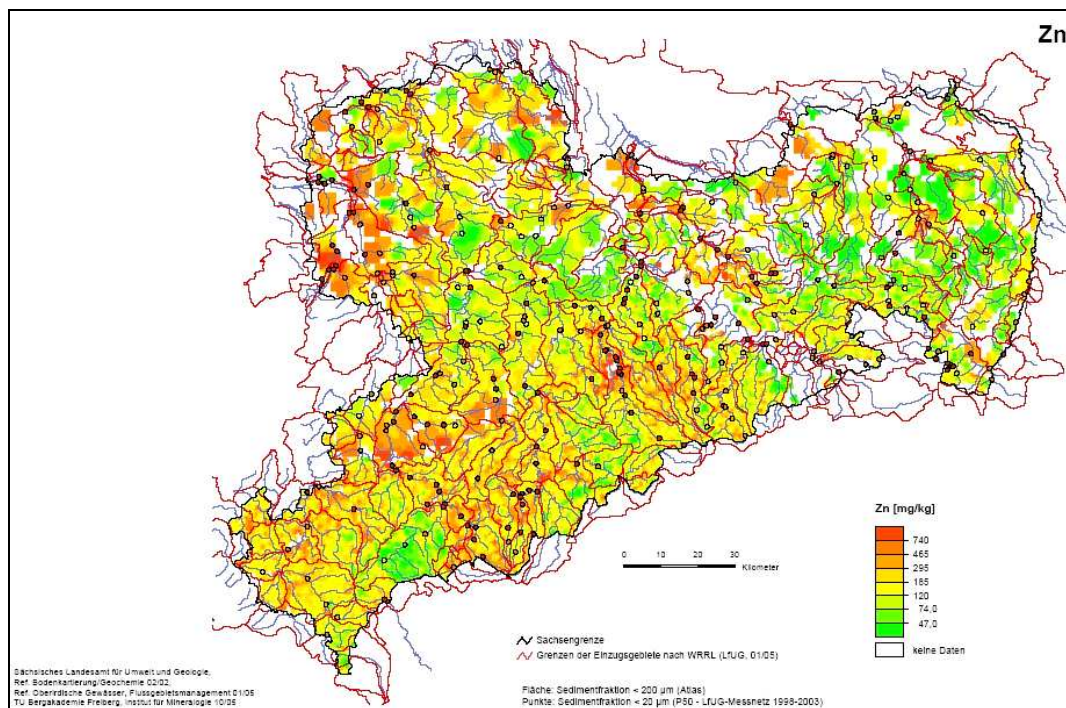 Zn
Zn [mg/kg]
740
465
295
185
120
74,0
47,0
keine Daten
0 10 20 30
Kilometer
Sachsengrenze
Grenzen der Einzugsgebiete nach WRRL (LfUG, 01/05)
Fläche: Sedimentfraktion < 200 µm (Atlas)
Punkte: Sedimentfraktion < 20 µm (P50 - LfUG-Messnetz 1998-2003)
Sächsisches Landesamt für Umwelt und Geologie,
Ref. Bodenkartierung/Geochemie 02/02,
Ref. Oberirdische Gewässer, Flussgebietsmanagement 01/05
TU Bergakademie Freiberg, Institut für Mineralogie 10/05